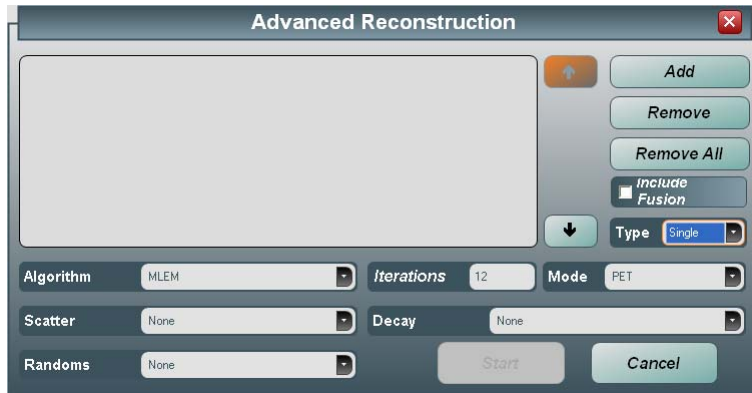 Advanced Reconstruction
Add
Remove
Remove All
Include
Fusion
Type Single
Algorithm MLEM Iterations 12 Mode PET
Scatter None Decay None
Randoms None Start Cancel